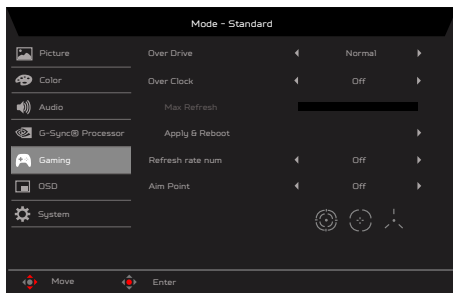 Mode - Standard
Picture
Over Drive Normal
Color
Over Clock Off
Audio
Max Refresh
G-Sync® Processor
Apply & Reboot
Gaming
Refresh rate num Off
OSD
Aim Point Off
System
Move Enter